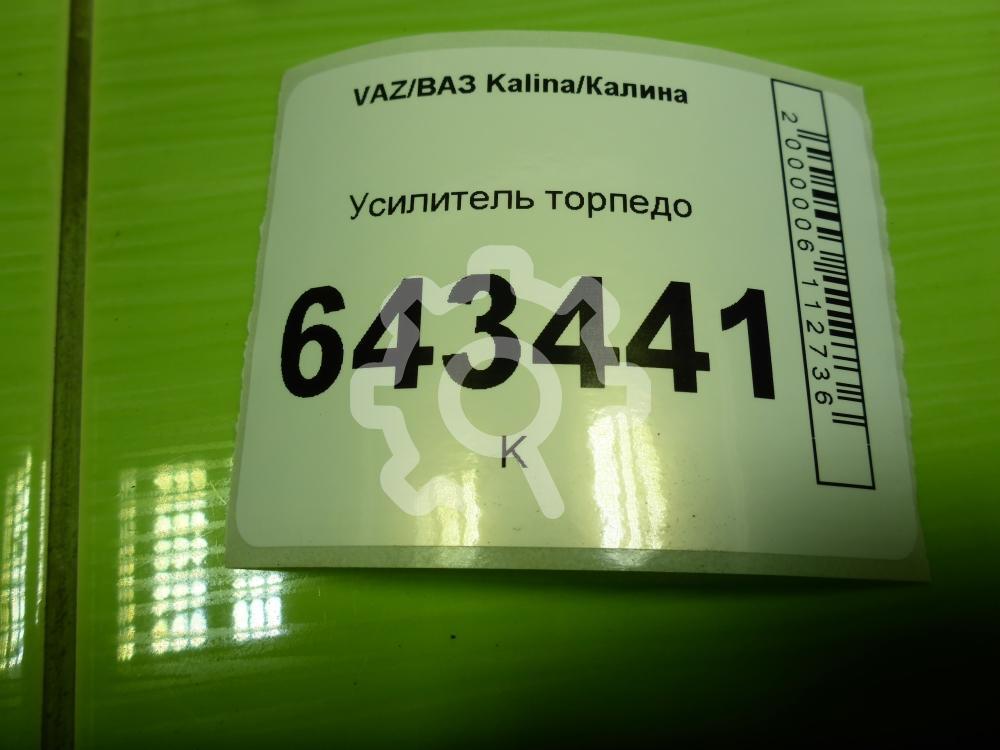 VAZ/ВАЗ Kalina/Калина
Усилитель торпедо
643441
К
2000006112736